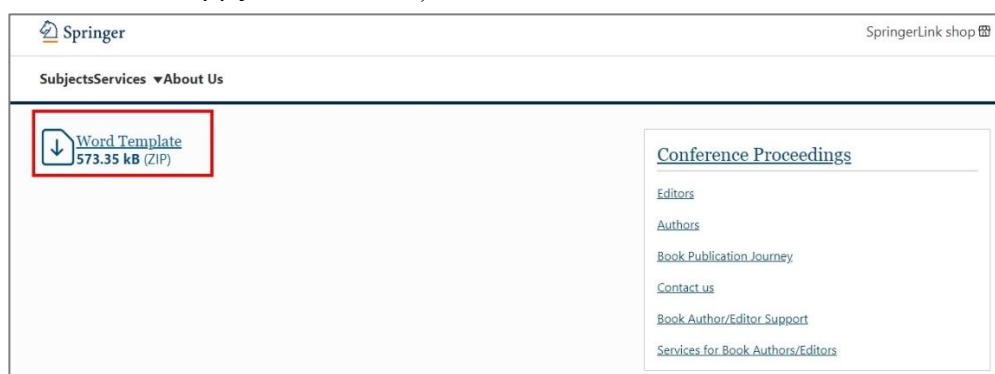 Springer
SpringerLink shop
SubjectsServices ▼About Us
Word Template
573.35 kB (ZIP)
Conference Proceedings
Editors
Authors
Book Publication Journey
Contact us
Book Author/Editor Support
Services for Book Authors/Editors